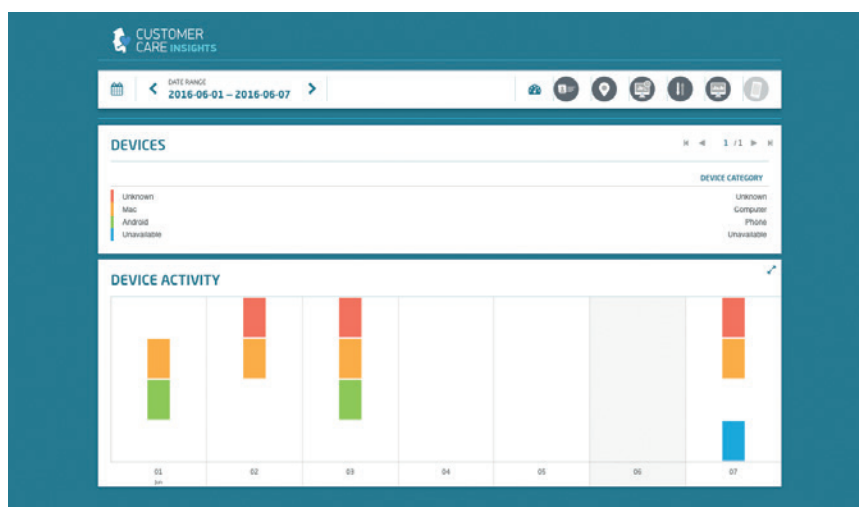 CUSTOMER
CARE INSIGHTS
DATE RANGE
2016-06-01 – 2016-06-07
DEVICES
1 /1
DEVICE CATEGORY
Unknown Unknown
Mac Computer
Android Phone
Unavailable Unavailable
DEVICE ACTIVITY
01 02 03 04 05 06 07